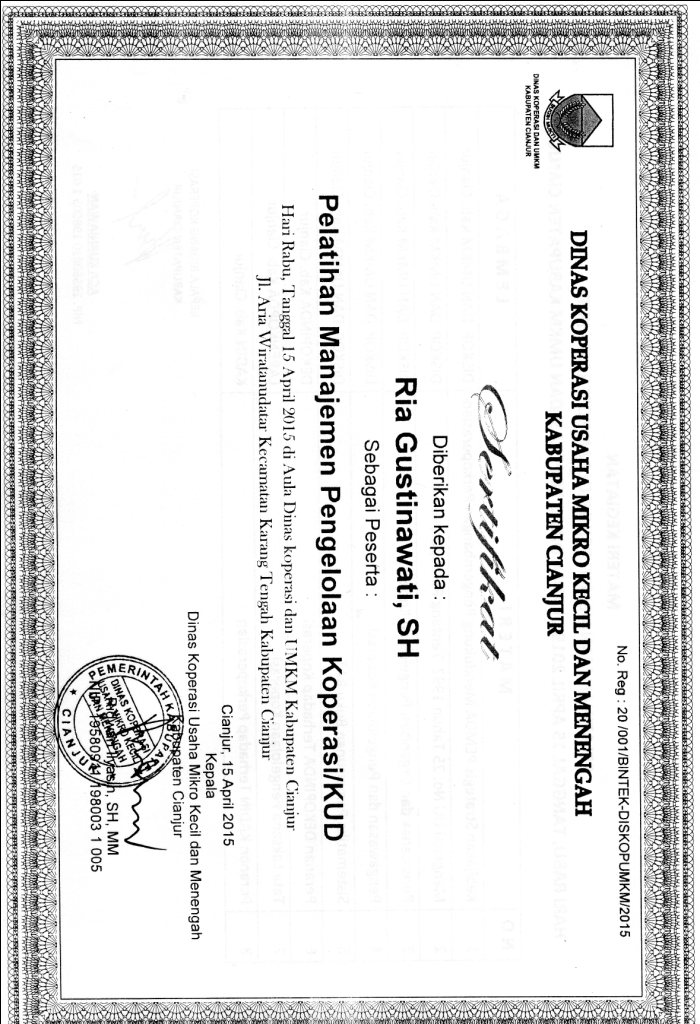 No. Reg : 20 /001/BINTEK-DISKOPUMKM/2015
DINAS KOPERASI DAN UMKM
KABUPATEN CIANJUR
DINAS KOPERASI USAHA MIKRO KECIL DAN MENENGAH
KABUPATEN CIANJUR
Sertifikat
Diberikan kepada :
Ria Gustinawati, SH
Sebagai Peserta :
Pelatihan Manajemen Pengelolaan Koperasi/KUD
Hari Rabu, Tanggal 15 April 2015 di Aula Dinas koperasi dan UMKM Kabupaten Cianjur
Jl. Aria Wiratanudatar Kecamatan Karang Tengah Kabupaten Cianjur
Cianjur, 15 April 2015
Kepala
Dinas Koperasi Usaha Mikro Kecil dan Menengah
Kabupaten Cianjur
PEMERINTAH KABUPATEN
DINAS KOPERASI
USAHA MIKRO KECIL
DAN MENENGAH
CIANJUR
SH, MM
198003 1 005